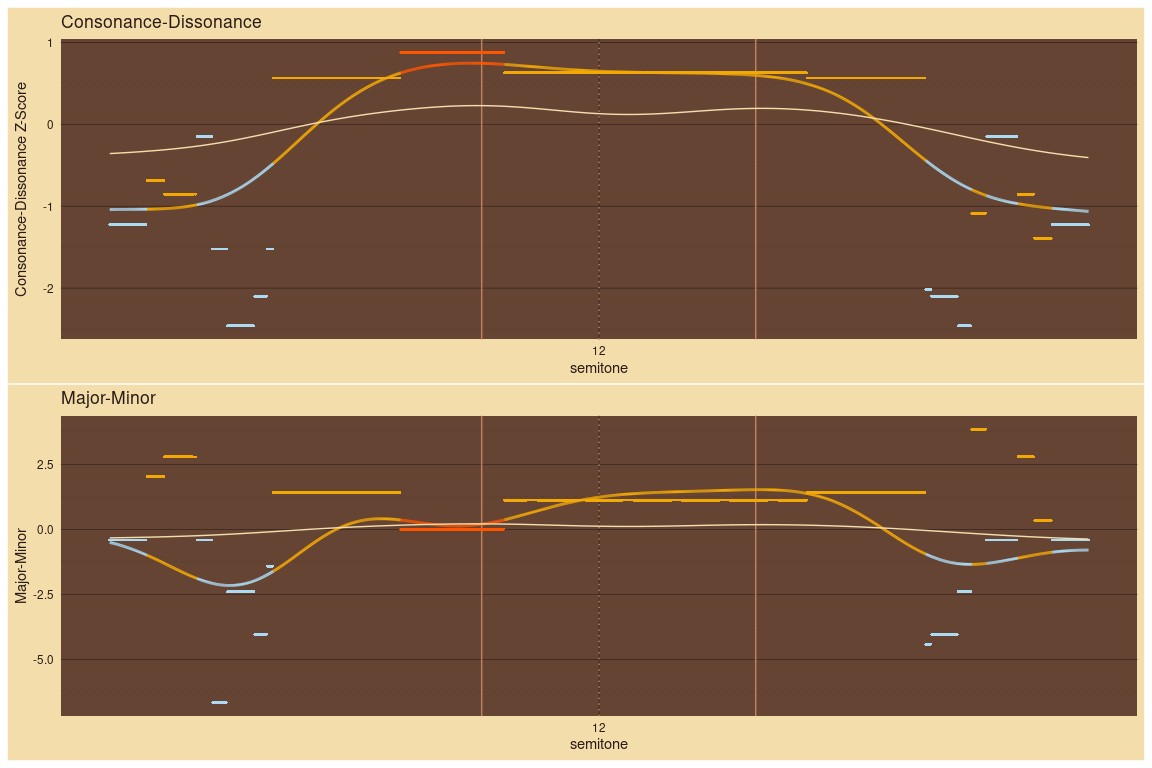 Consonance-Dissonance
Consonance-Dissonance Z-Score
1
0
-1
-2
12
semitone
Major-Minor
Major-Minor
2.5
0.0
-2.5
-5.0
12
semitone